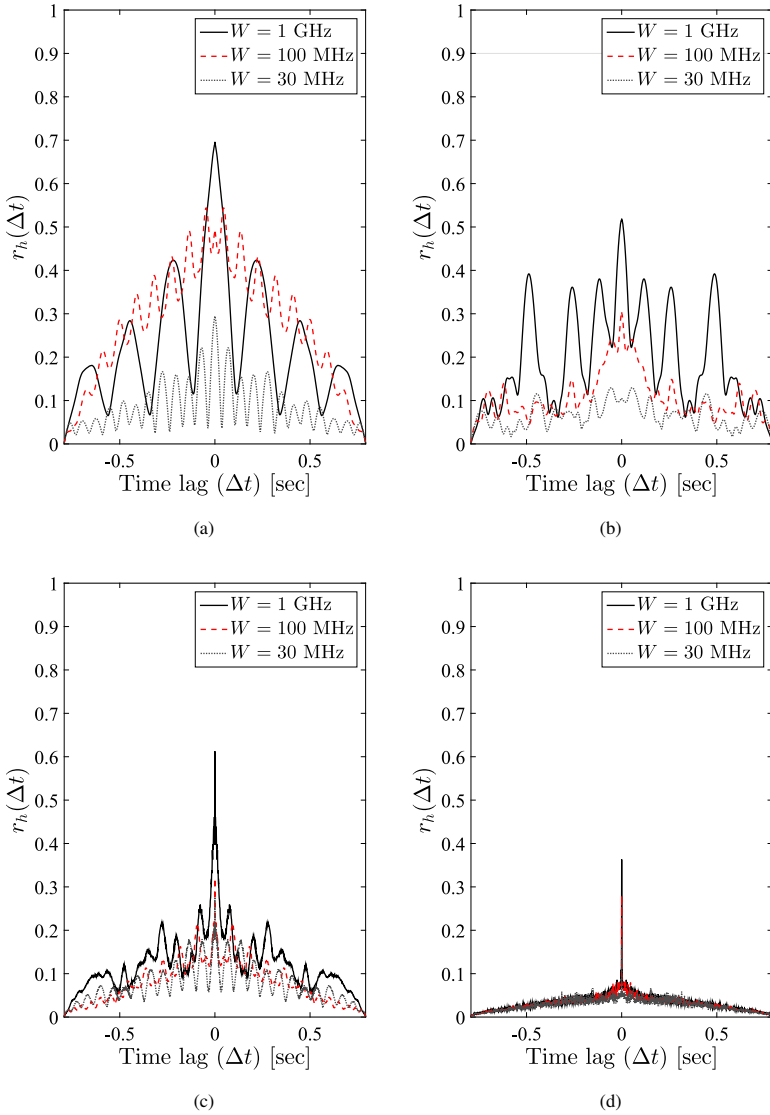 1
0.9
0.8
0.7
0.6
0.5
0.4
0.3
0.2
0.1
0
r_h(Δt)
W = 1 GHz
W = 100 MHz
W = 30 MHz
-0.5 0 0.5
Time lag (Δt) [sec]
(a)
1
0.9
0.8
0.7
0.6
0.5
0.4
0.3
0.2
0.1
0
r_h(Δt)
W = 1 GHz
W = 100 MHz
W = 30 MHz
-0.5 0 0.5
Time lag (Δt) [sec]
(b)
1
0.9
0.8
0.7
0.6
0.5
0.4
0.3
0.2
0.1
0
r_h(Δt)
W = 1 GHz
W = 100 MHz
W = 30 MHz
-0.5 0 0.5
Time lag (Δt) [sec]
(c)
1
0.9
0.8
0.7
0.6
0.5
0.4
0.3
0.2
0.1
0
r_h(Δt)
W = 1 GHz
W = 100 MHz
W = 30 MHz
-0.5 0 0.5
Time lag (Δt) [sec]
(d)